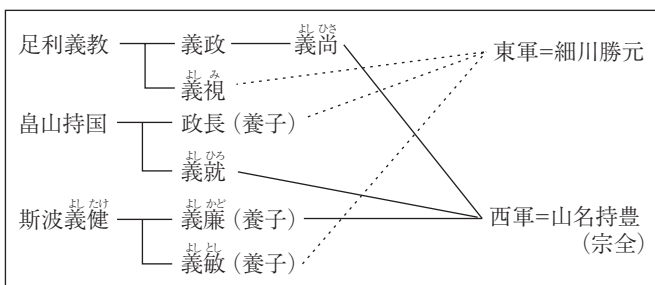 足利義教 義政 義尚 東軍=細川勝元
よしひさ
義視
よしみ
畠山持国 政長(養子)
義就
よしひろ
斯波義健 義廉(養子) 西軍=山名持豊
よしたけ よしかど
(宗全)
義敏(養子)
よしとし